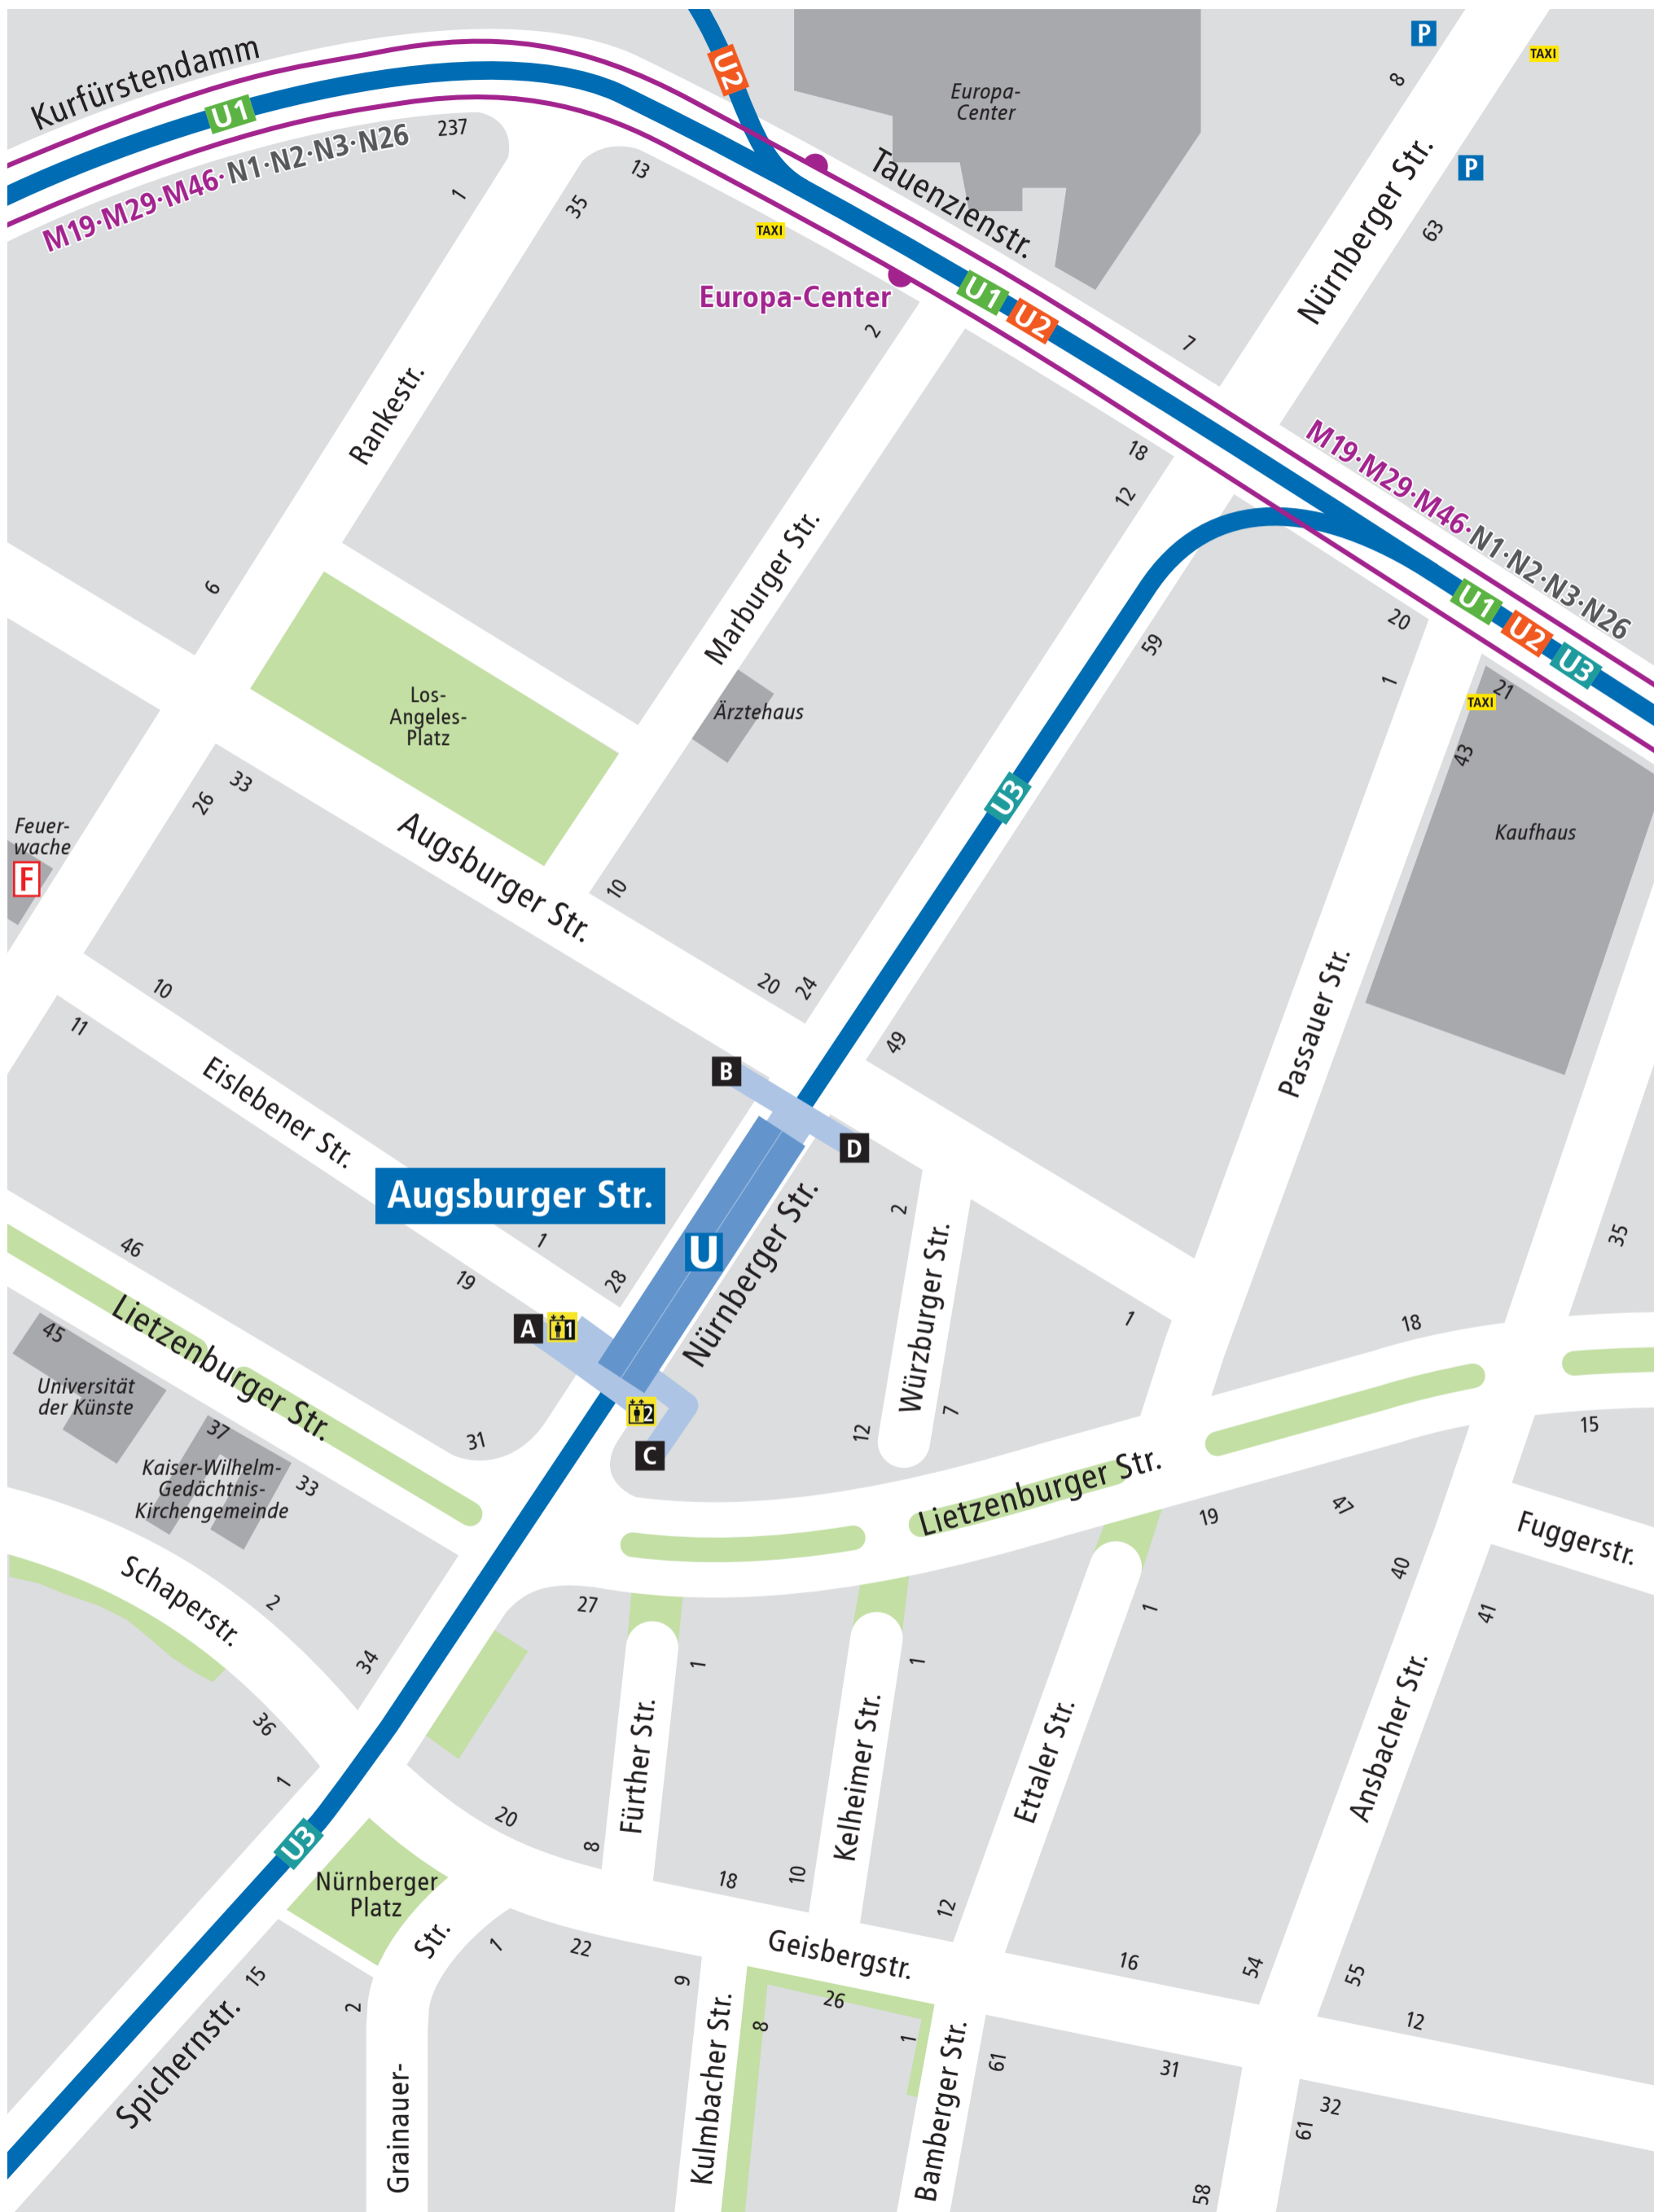 Kurfürstendamm
U1
M19·M29·M46·N1·N2·N3·N26
237
1
35
13
U2
TAXI
Europa-
Center
Tauenzienstr.
Europa-Center
U1
U2
2
7
P
TAXI
8
P
Nürnberger Str.
63
M19·M29·M46·N1·N2·N3·N26
U1
U2
U3
18
12
20
1
TAXI
21
43
Kaufhaus
59
Rankestr.
6
Los-
Angeles-
Platz
Marburger Str.
Ärztehaus
U3
33
26
Feuer-
wache
F
Augsburger Str.
10
20
24
49
Passauer Str.
10
11
Eislebener Str.
B
D
Augsburger Str.
U
Nürnberger Str.
1
19
28
A
1
2
C
2
Würzburger Str.
12
7
1
18
35
15
46
Lietzenburger Str.
45
Universität
der Künste
37
33
Kaiser-Wilhelm-
Gedächtnis-
Kirchengemeinde
31
Lietzenburger Str.
19
47
Fuggerstr.
40
41
Schaperstr.
2
34
36
1
27
1
1
1
Fürther Str.
Kelheimer Str.
Ettaler Str.
Ansbacher Str.
U3
Nürnberger
Platz
20
8
18
10
12
Geisbergstr.
16
54
55
12
Str.
1
22
9
26
8
1
61
31
32
61
58
15
2
Spichernstr.
Grainauer-
Kulmbacher Str.
Bamberger Str.